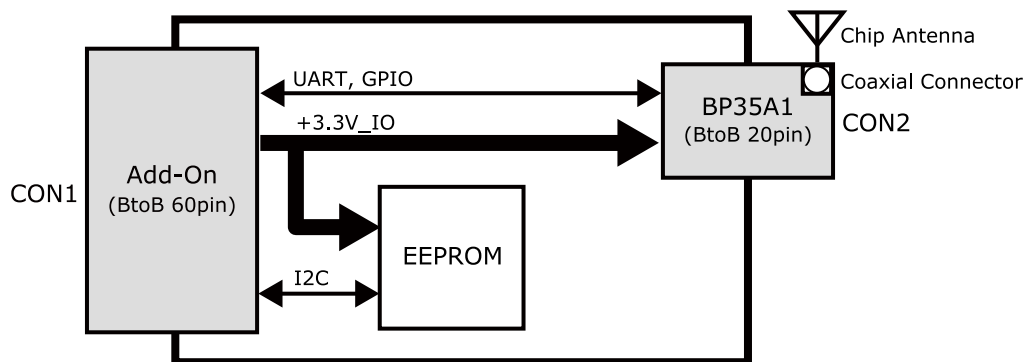 Chip Antenna
UART, GPIO
Coaxial Connector
BP35A1
(BtoB 20pin)
CON2
+3.3V_IO
Add-On
(BtoB 60pin)
CON1
EEPROM
I2C